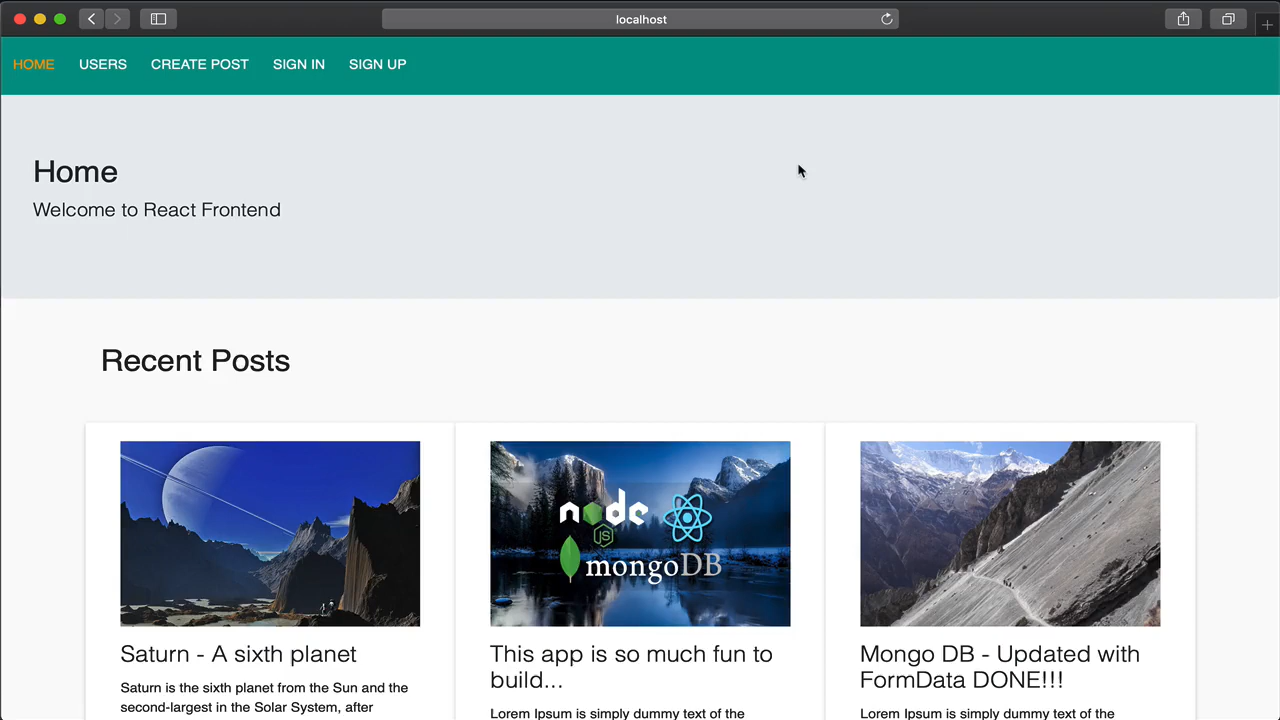 localhost
HOME USERS CREATE POST SIGN IN SIGN UP
Home
Welcome to React Frontend
Recent Posts
node
JS
mongoDB
Saturn - A sixth planet
Saturn is the sixth planet from the Sun and the
second-largest in the Solar System, after
This app is so much fun to
build...
Lorem Ipsum is simply dummy text of the
Mongo DB - Updated with
FormData DONE!!!
Lorem Ipsum is simply dummy text of the